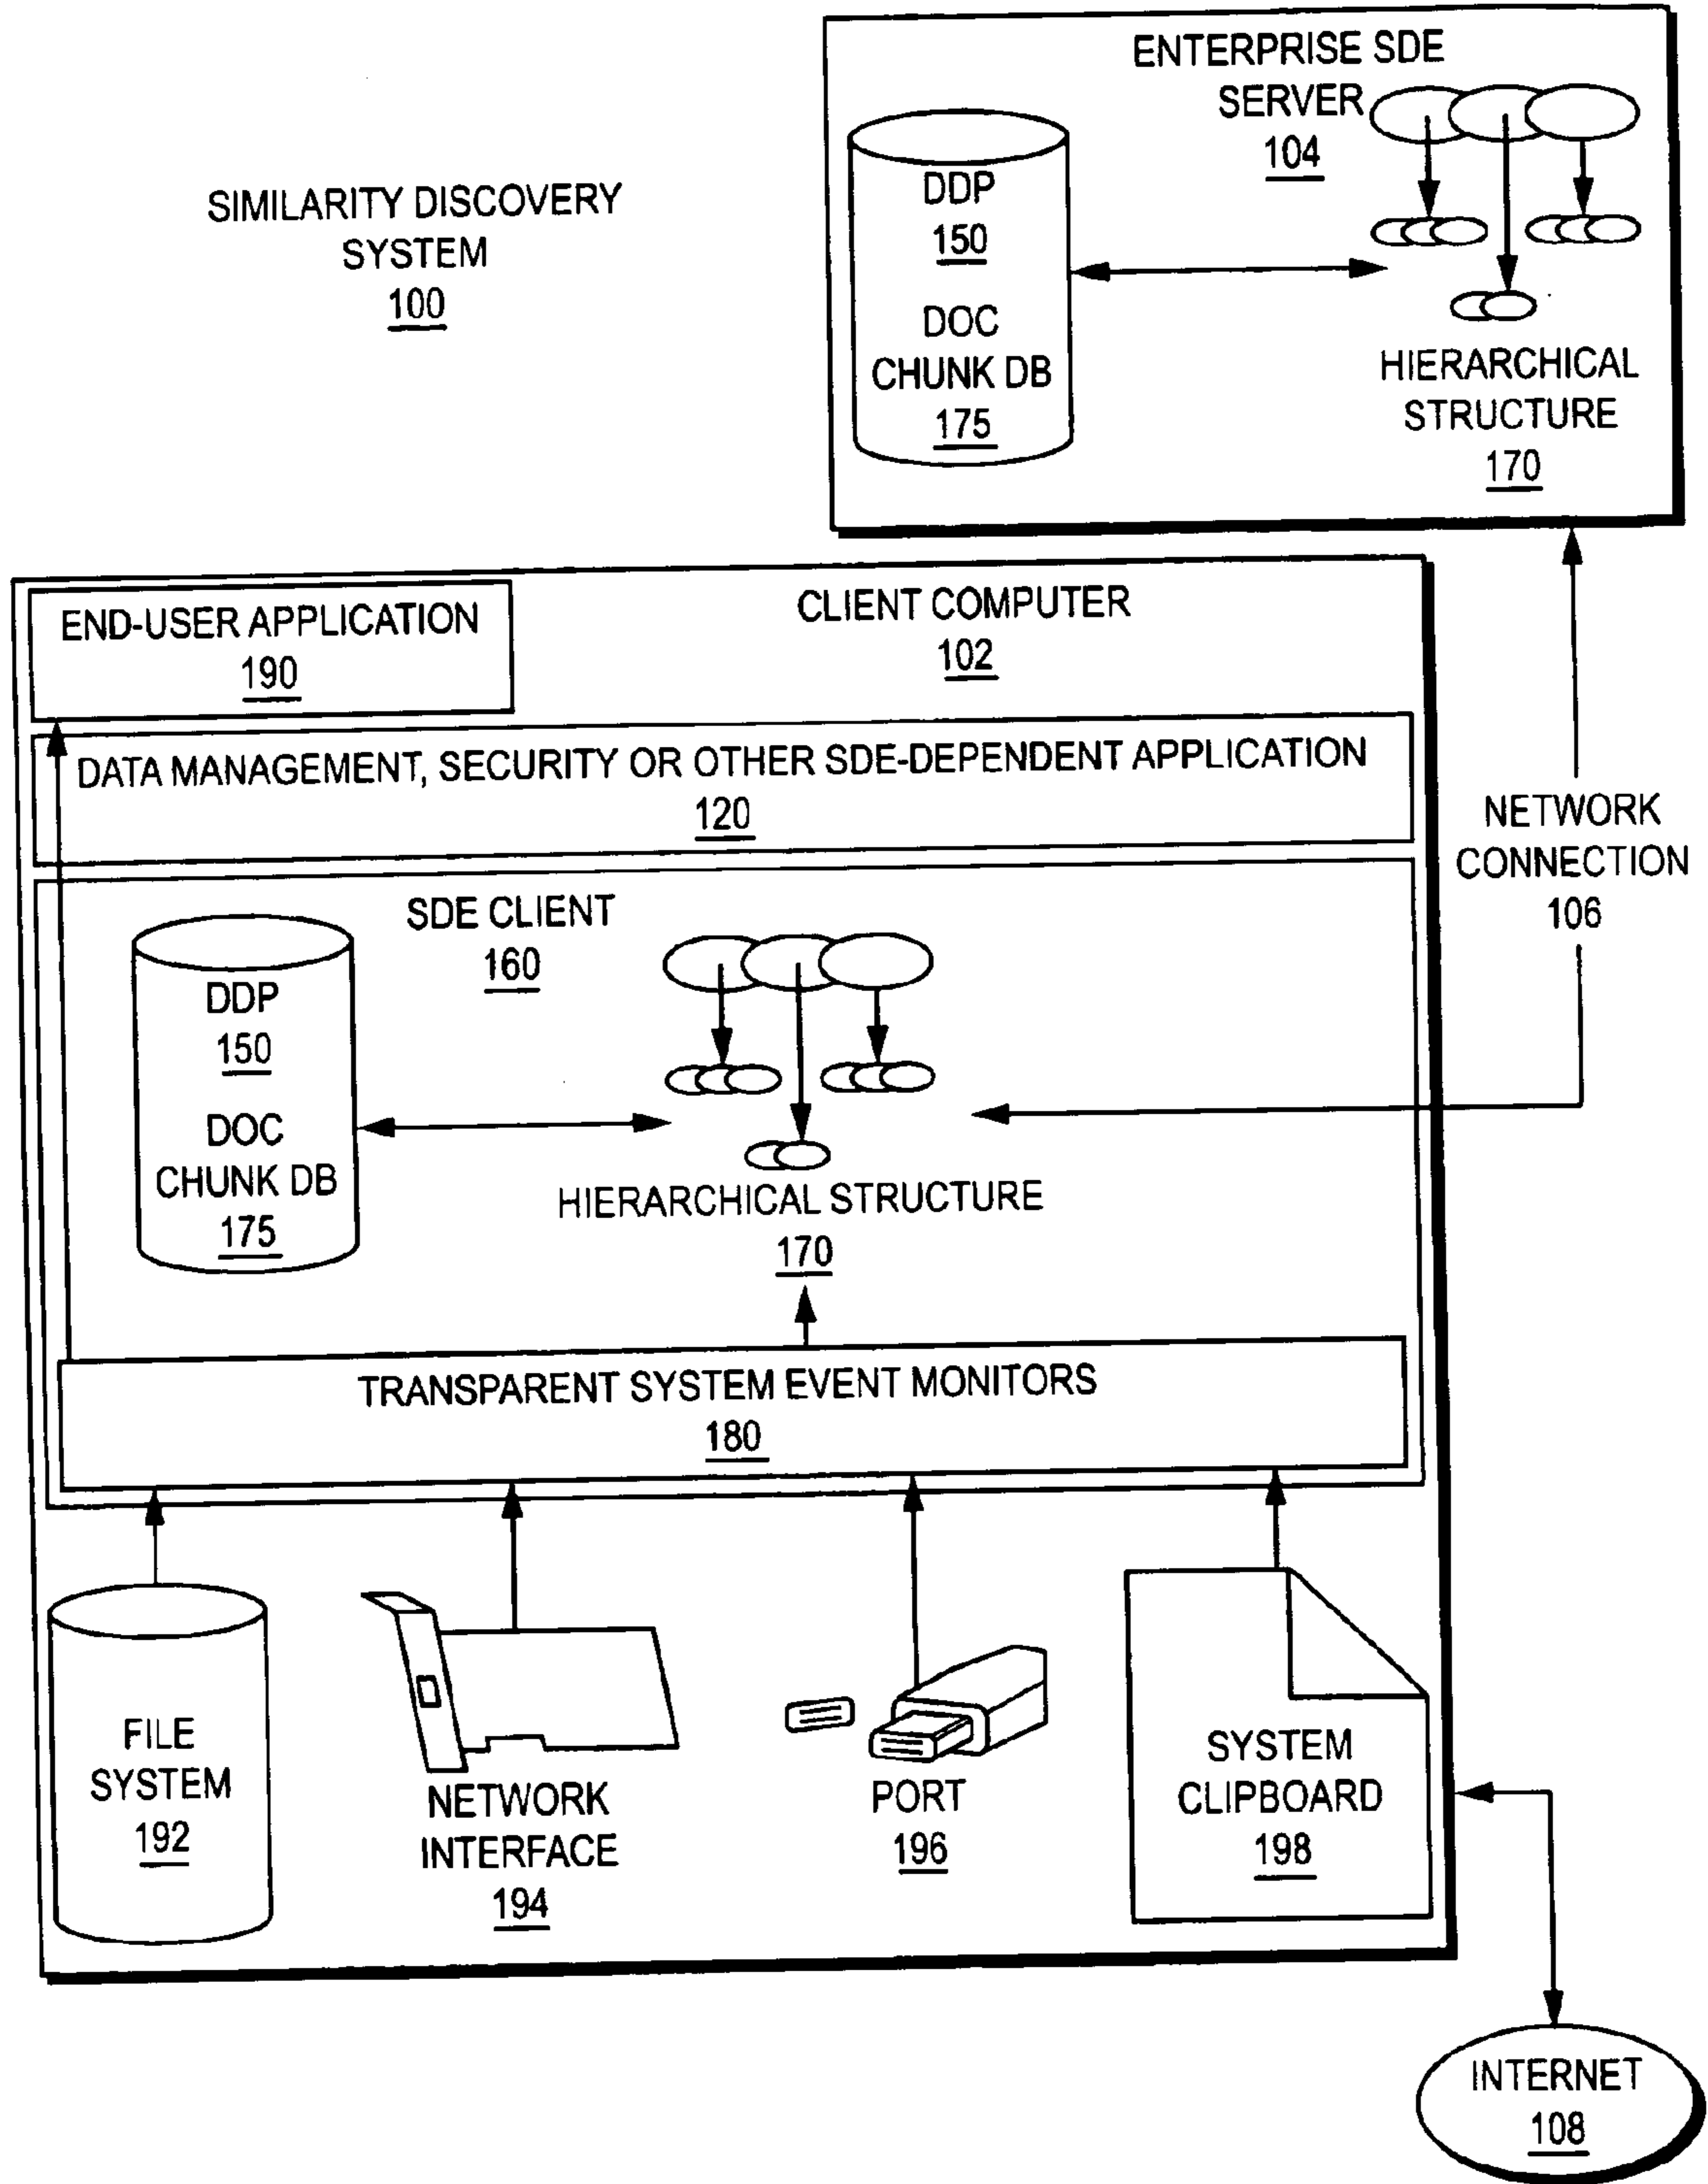 ENTERPRISE SDE
SERVER
104
DDP
150
DOC
CHUNK DB
175
HIERARCHICAL
STRUCTURE
170
SIMILARITY DISCOVERY
SYSTEM
100
END-USER APPLICATION
190
CLIENT COMPUTER
102
DATA MANAGEMENT, SECURITY OR OTHER SDE-DEPENDENT APPLICATION
120
NETWORK
CONNECTION
106
SDE CLIENT
160
DDP
150
DOC
CHUNK DB
175
HIERARCHICAL STRUCTURE
170
TRANSPARENT SYSTEM EVENT MONITORS
180
FILE
SYSTEM
192
NETWORK
INTERFACE
194
PORT
196
SYSTEM
CLIPBOARD
198
INTERNET
108